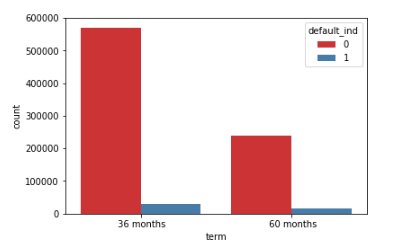 600000
500000
400000
300000
200000
100000
0
count
default_ind
0
1
36 months
60 months
term